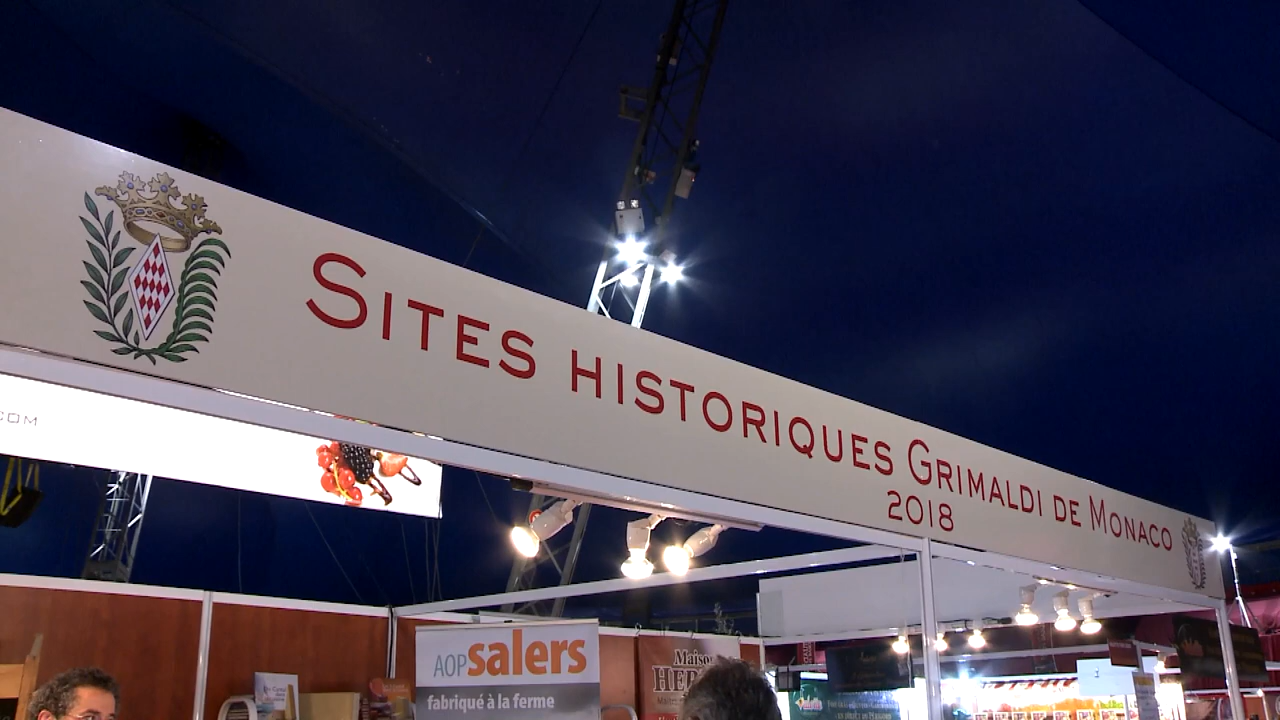 SITES HISTORIQUES GRIMALDI DE MONACO
2018
COM
AOPsalers
fabriqué à la ferme
Maison